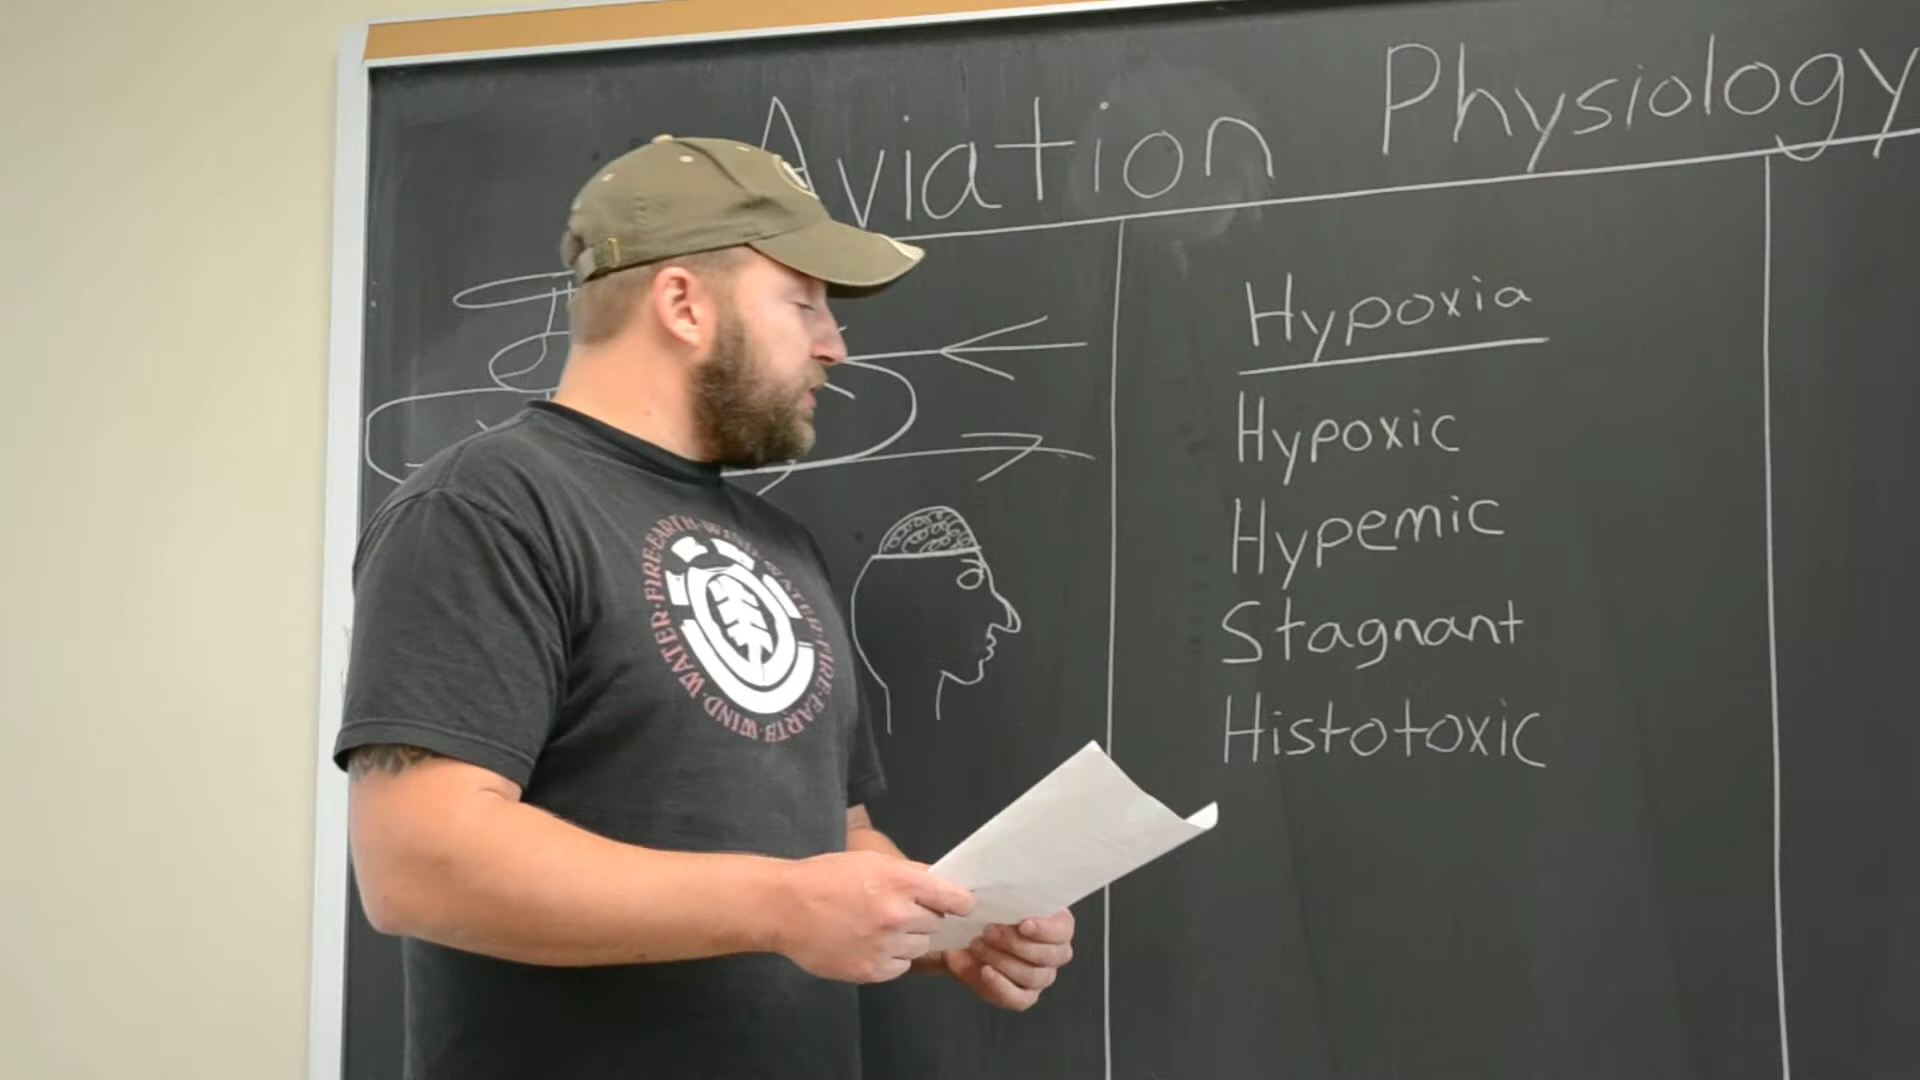 Aviation Physiology
Hypoxia
Hypoxic
Hypemic
Stagnant
Histotoxic
WATER·FIRE·EARTH·WIND·WATER·FIRE·EARTH·WIND·